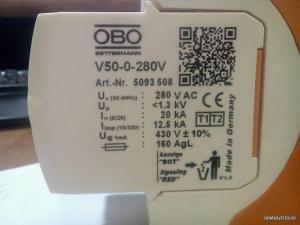 OBO
BETTERMANN
V50-0-280V
Art.-Nr. 5093 508
Uc (50-60Hz) : 280 V AC
Up : <1.3 kV
In (8/20) : 20 kA
Iimp (10/350) : 12.5 kA
U@ 1mA : 430 V ± 10%
: 160 AgL
T1 T2
CE
Made in Germany
Anzeige
"ROT"
Signaling
"RED"